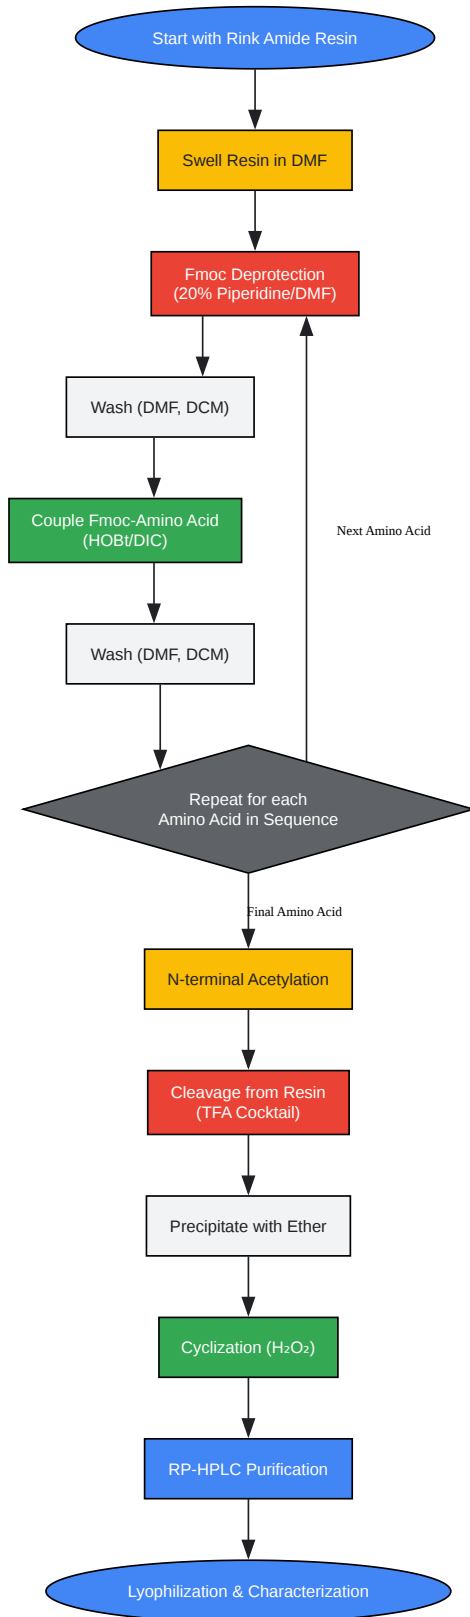 Start with Rink Amide Resin
Swell Resin in DMF
Fmoc Deprotection
(20% Piperidine/DMF)
Wash (DMF, DCM)
Couple Fmoc-Amino Acid
(HOBt/DIC)
Next Amino Acid
Wash (DMF, DCM)
Repeat for each
Amino Acid in Sequence
Final Amino Acid
N-terminal Acetylation
Cleavage from Resin
(TFA Cocktail)
Precipitate with Ether
Cyclization (H₂O₂)
RP-HPLC Purification
Lyophilization & Characterization